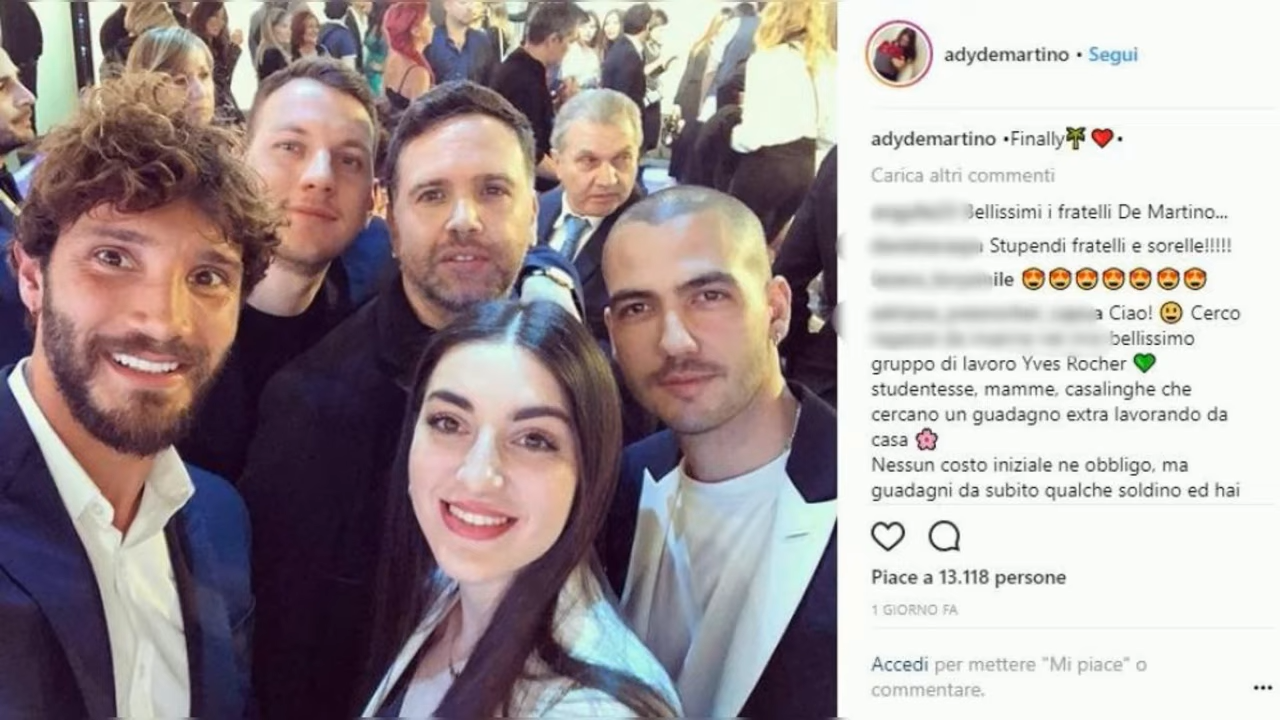 adydemartino • Segui
adydemartino •Finally🌴 ❤️ •
Carica altri commenti
Bellissimi i fratelli De Martino...
Stupendi fratelli e sorelle!!!!!
😍😍😍😍😍😍😍
Ciao! 😃 Cerco
bellissimo
gruppo di lavoro Yves Rocher 💚
studentesse, mamme, casalinghe che
cercano un guadagno extra lavorando da
casa 🌸
Nessun costo iniziale ne obbligo, ma
guadagni da subito qualche soldino ed hai
Piace a 13.118 persone
1 GIORNO FA
Accedi per mettere "Mi piace" o
commentare.
•••